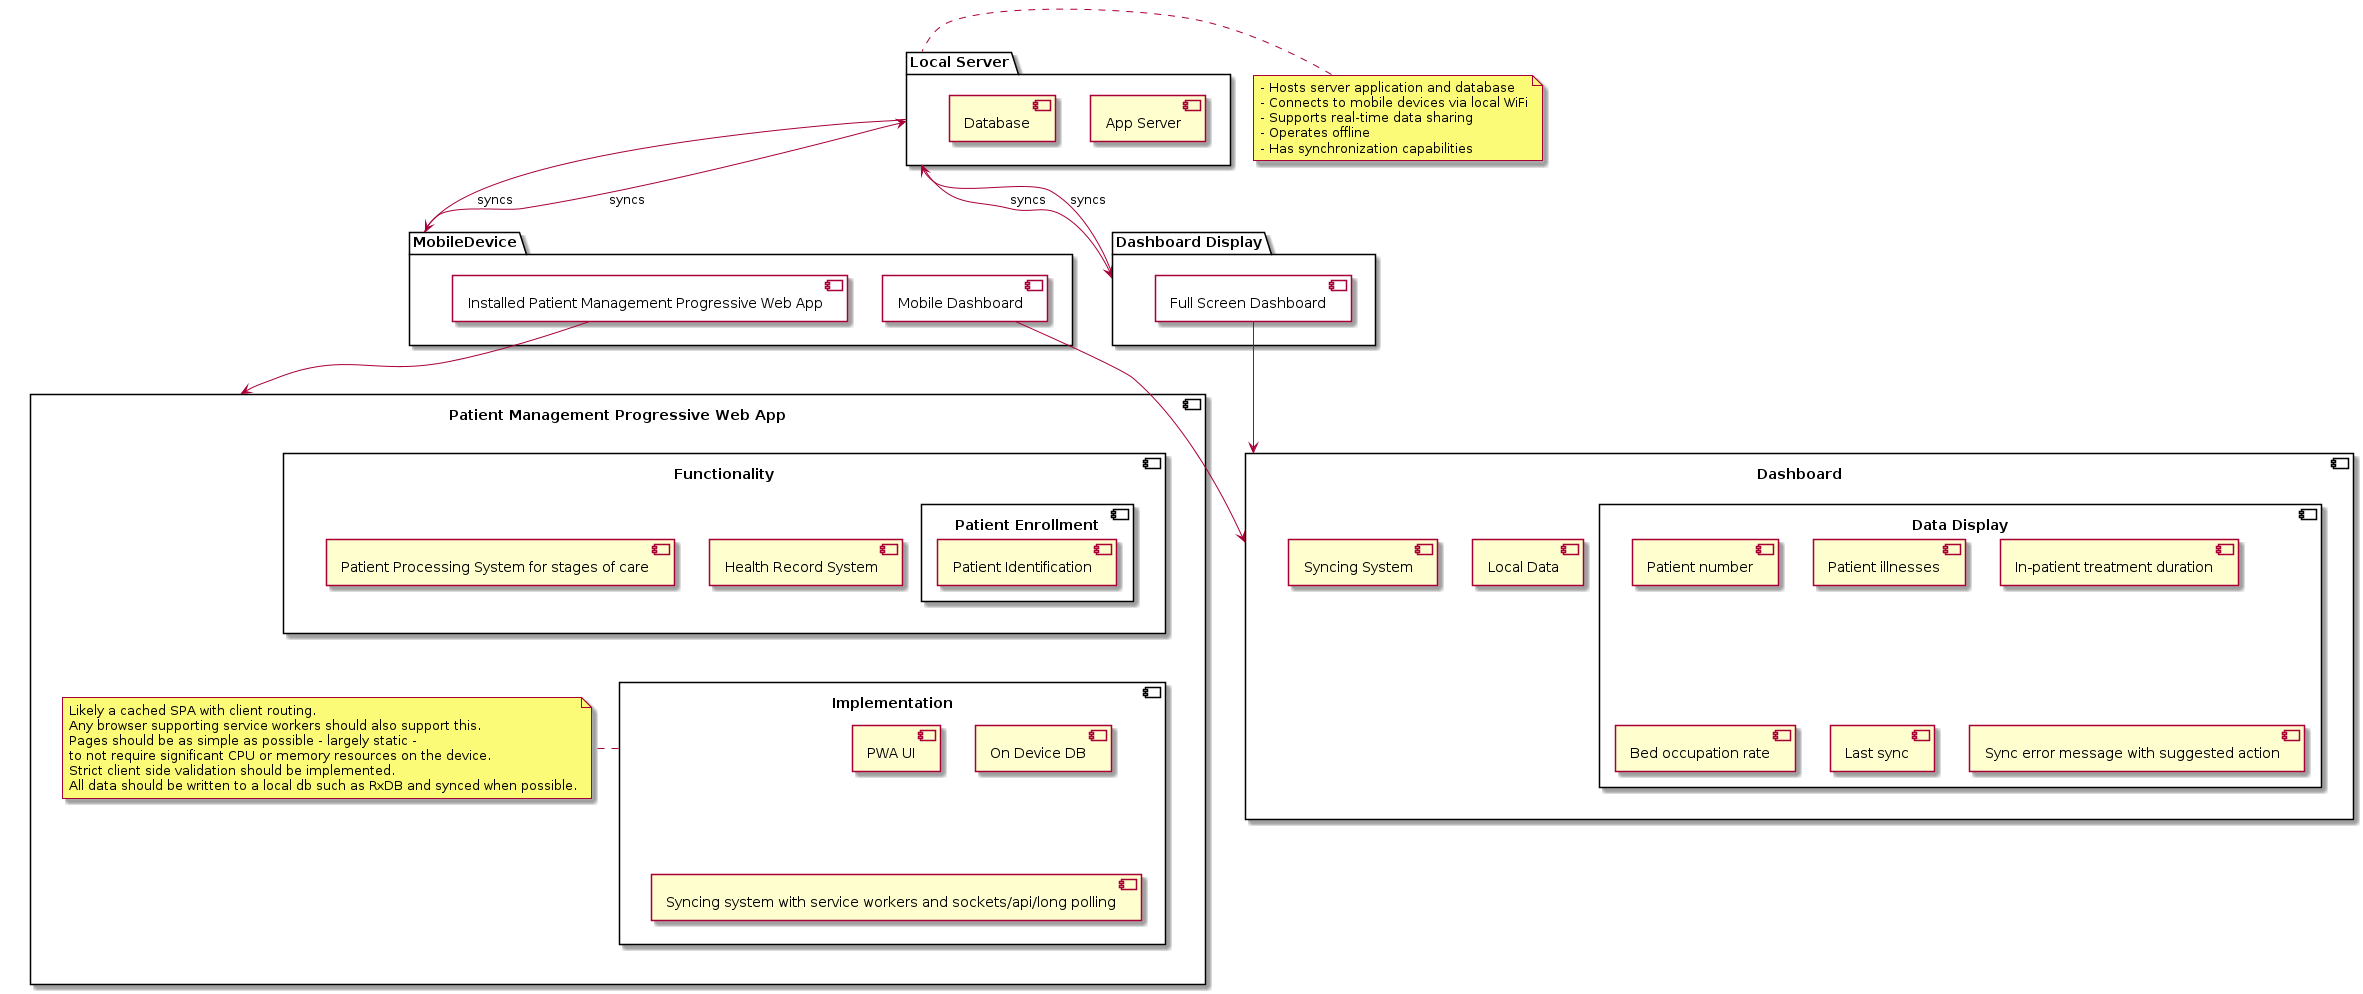 Local Server
Database
App Server
- Hosts server application and database
- Connects to mobile devices via local WiFi
- Supports real-time data sharing
- Operates offline
- Has synchronization capabilities
syncs
syncs
syncs
syncs
MobileDevice
Installed Patient Management Progressive Web App
Mobile Dashboard
Dashboard Display
Full Screen Dashboard
Patient Management Progressive Web App
Functionality
Patient Processing System for stages of care
Health Record System
Patient Enrollment
Patient Identification
Likely a cached SPA with client routing.
Any browser supporting service workers should also support this.
Pages should be as simple as possible - largely static -
to not require significant CPU or memory resources on the device.
Strict client side validation should be implemented.
All data should be written to a local db such as RxDB and synced when possible.
Implementation
PWA UI
On Device DB
Syncing system with service workers and sockets/api/long polling
Dashboard
Syncing System
Local Data
Data Display
Patient number
Patient illnesses
In-patient treatment duration
Bed occupation rate
Last sync
Sync error message with suggested action